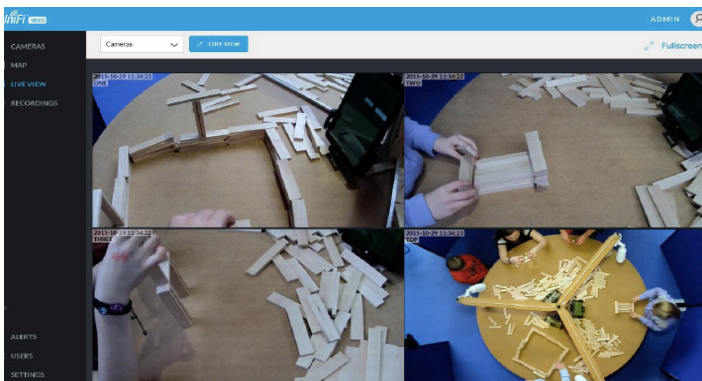 UniFi VIDEO
ADMIN
CAMERAS
MAP
LIVE VIEW
RECORDINGS
ALERTS
USERS
SETTINGS
Cameras
EDIT VIEW
Fullscreen
2015-10-29 11:34:23
ONE
2015-10-29 11:34:22
TWO
2015-10-29 11:34:22
THREE
2015-10-29 11:34:23
TOP